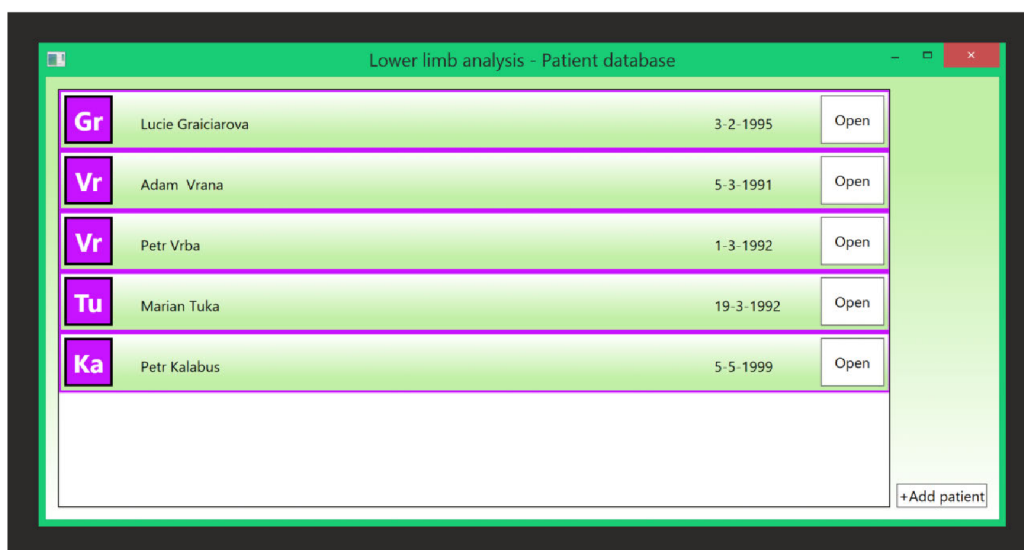 Lower limb analysis - Patient database
Gr Lucie Graiciarova 3-2-1995 Open
Vr Adam Vrana 5-3-1991 Open
Vr Petr Vrba 1-3-1992 Open
Tu Marian Tuka 19-3-1992 Open
Ka Petr Kalabus 5-5-1999 Open
+Add patient